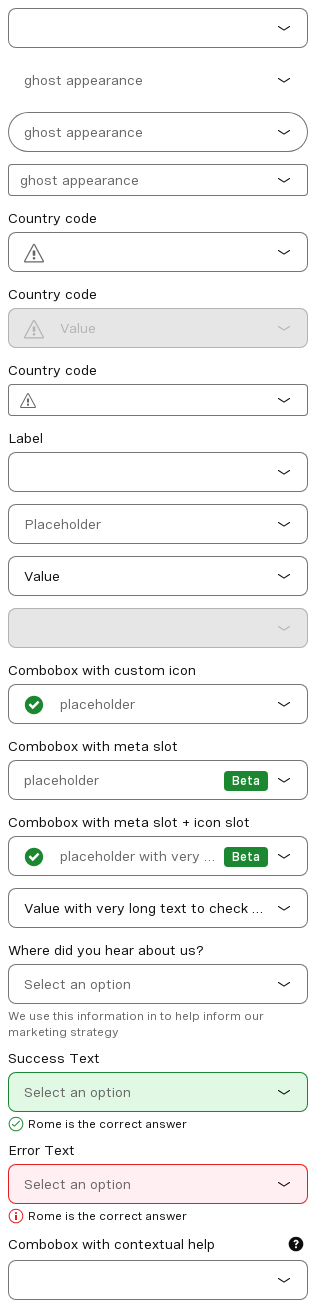 ghost appearance
ghost appearance
ghost appearance
Country code
Country code
Value
Country code
Label
Placeholder
Value
Combobox with custom icon
placeholder
Combobox with meta slot
placeholder Beta
Combobox with meta slot + icon slot
placeholder with very ... Beta
Value with very long text to check ...
Where did you hear about us?
Select an option
We use this information in to help inform our
marketing strategy
Success Text
Select an option
Rome is the correct answer
Error Text
Select an option
Rome is the correct answer
Combobox with contextual help